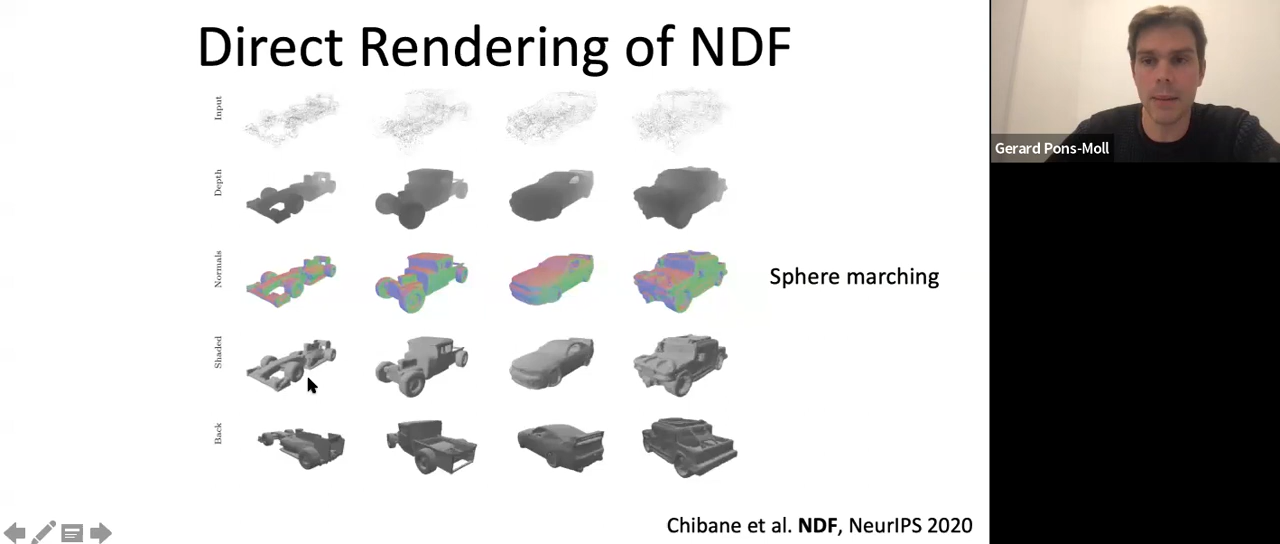 Direct Rendering of NDF
Input
Depth
Normals
Shaded
Back
Sphere marching
Chibane et al. NDF, NeurIPS 2020
Gerard Pons-Moll